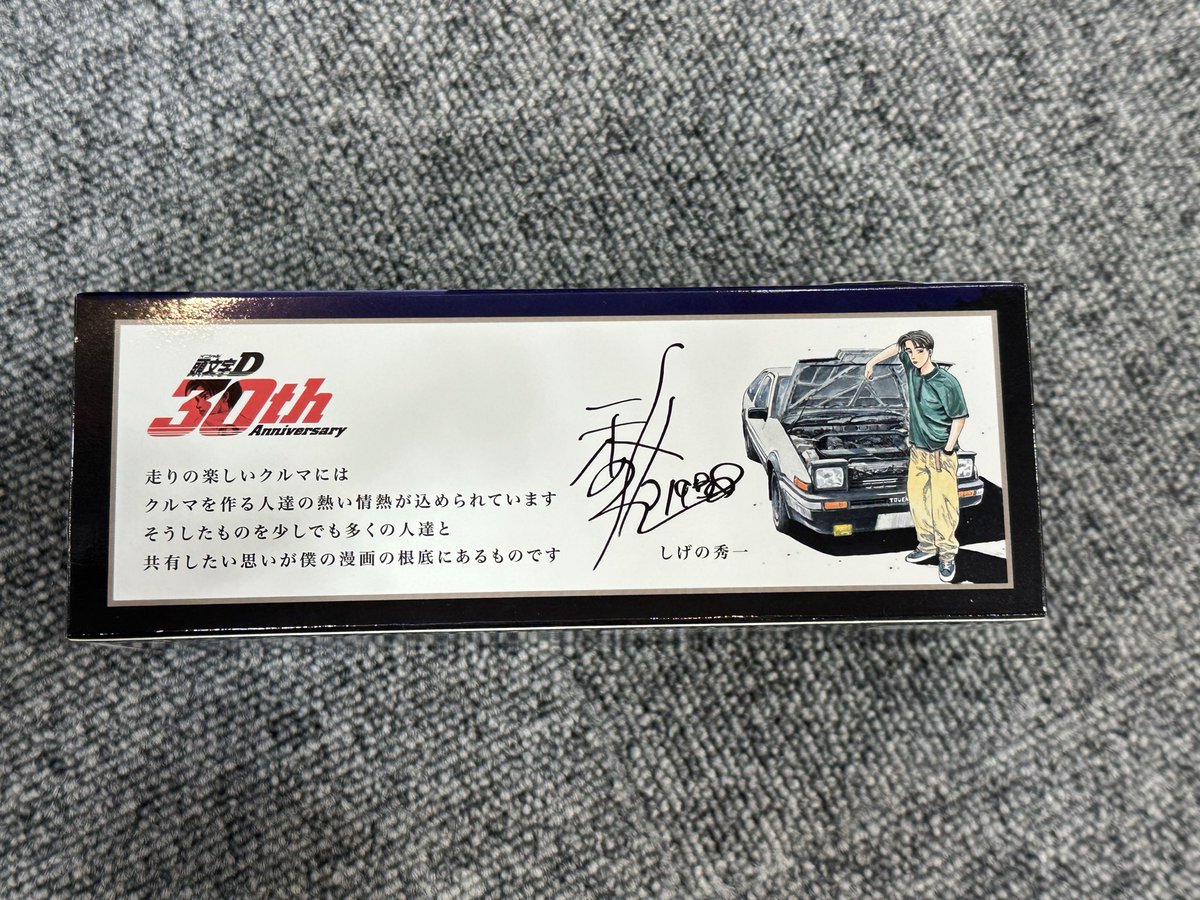 頭文字D
30th
Anniversary
走りの楽しいクルマには
クルマを作る人達の熱い情熱が込められています
そうしたものを少しでも多くの人達と
共有したい思いが僕の漫画の根底にあるものです
しげの秀一